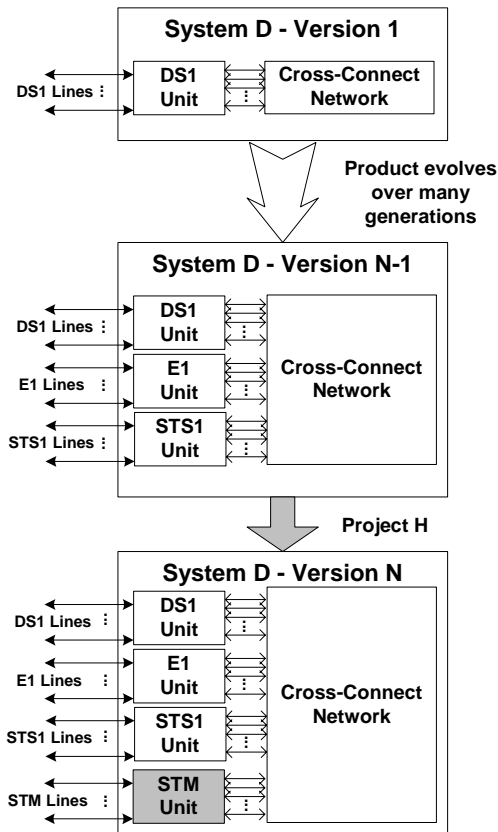 System D - Version 1
DS1 Lines
DS1
Unit
Cross-Connect
Network
Product evolves
over many
generations
System D - Version N-1
DS1 Lines
DS1
Unit
E1 Lines
E1
Unit
STS1 Lines
STS1
Unit
Cross-Connect
Network
Project H
System D - Version N
DS1 Lines
DS1
Unit
E1 Lines
E1
Unit
STS1 Lines
STS1
Unit
STM Lines
STM
Unit
Cross-Connect
Network